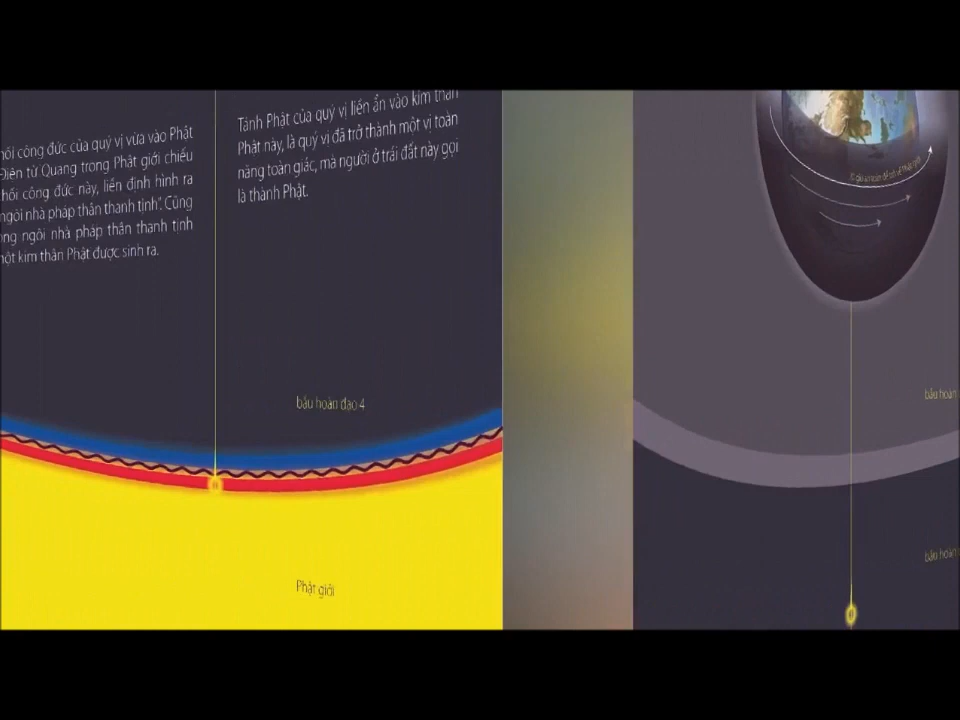 hối công đức của quý vị vừa vào Phật
Điện từ Quang trong Phật giới chiếu
hối công đức này, liền định hình ra
ngôi nhà pháp thân thanh tịnh". Cũng
ong ngôi nhà pháp thân thanh tịnh
một kim thân Phật được sinh ra.
Tánh Phật của quý vị liền ẩn vào kim thân
Phật này, là quý vị đã trở thành một vị toàn
năng toàn giác, mà người ở trái đất này gọi
là thành Phật.
bầu hoàn đạo 4
Phật giới
bầu hoàn
bầu hoàn